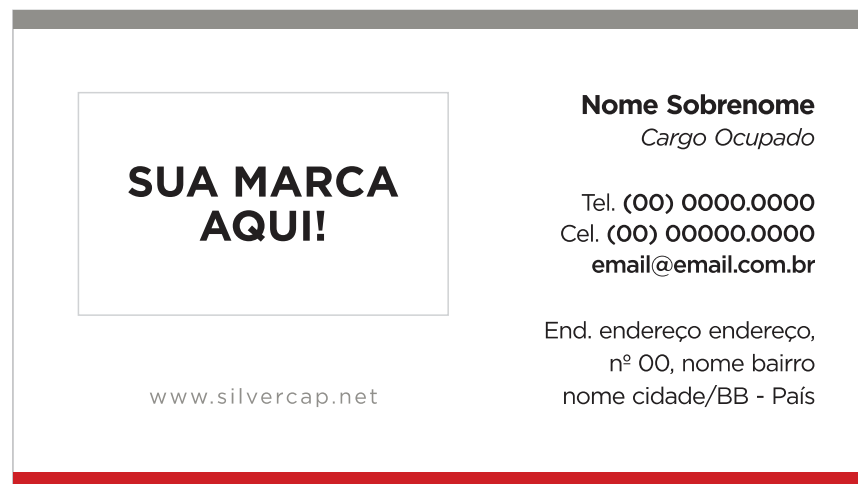 SUA MARCA
AQUI!
www.silvercap.net
Nome Sobrenome
Cargo Ocupado
Tel. (00) 0000.0000
Cel. (00) 00000.0000
email@email.com.br
End. endereço endereço,
nº 00, nome bairro
nome cidade/BB - País